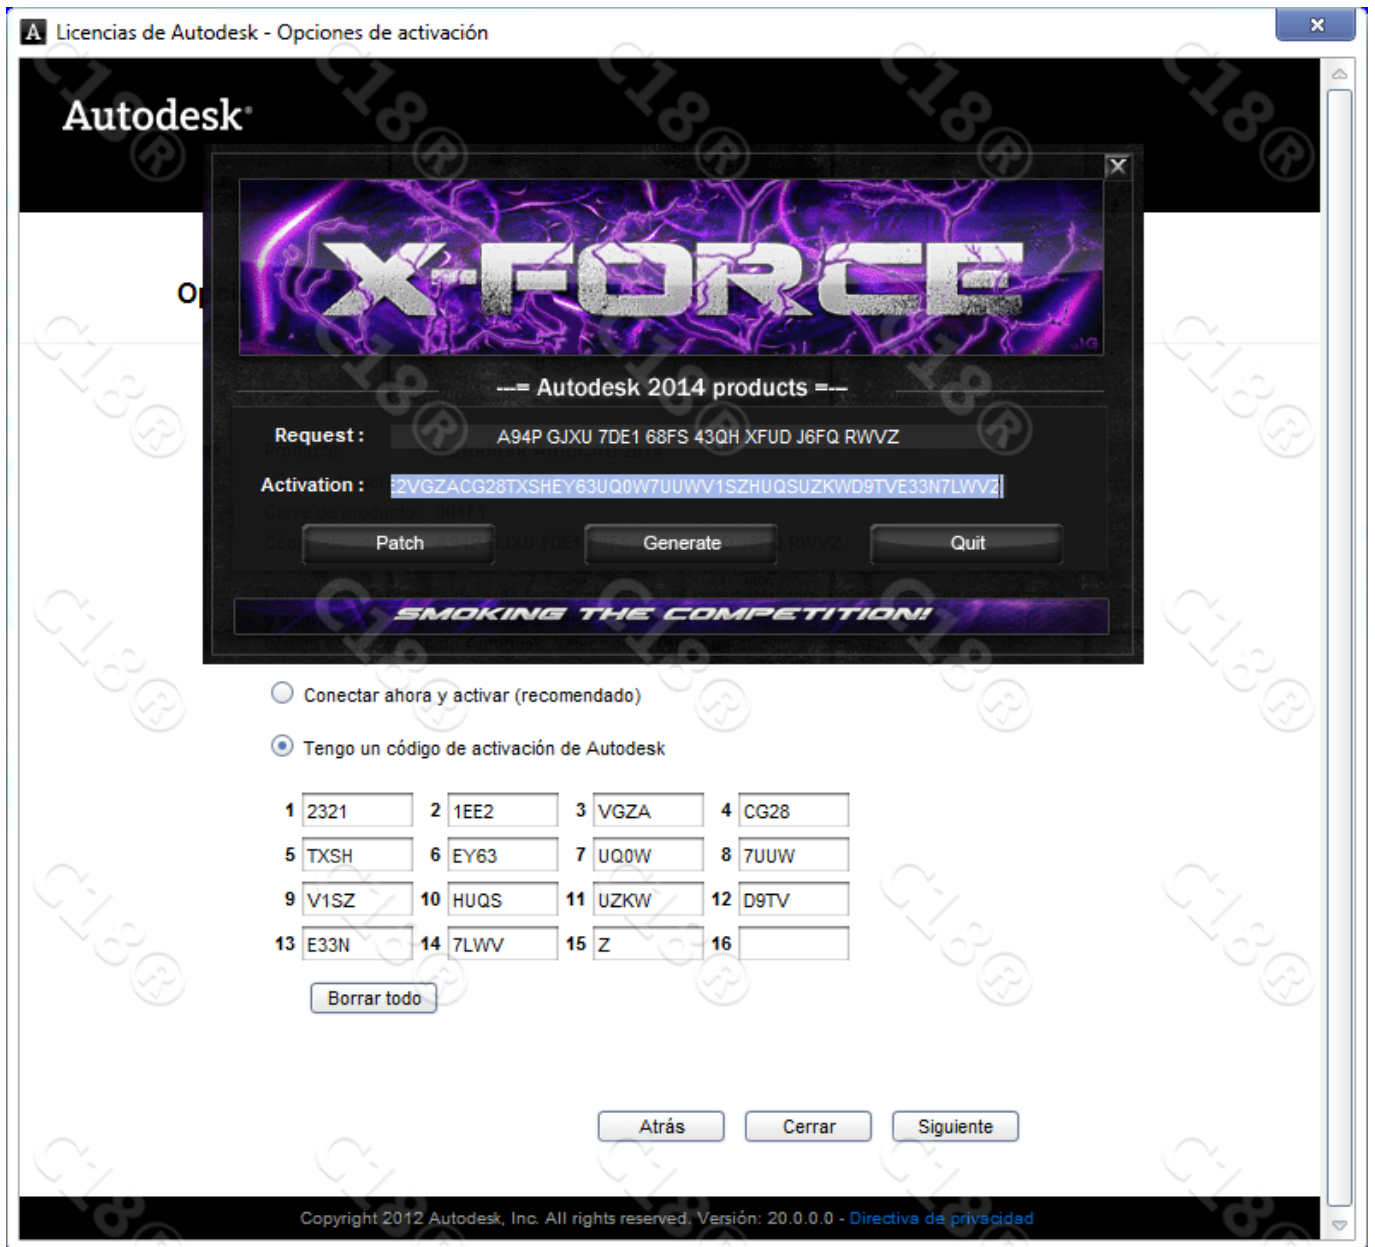 Licencias de Autodesk - Opciones de activación
Autodesk
X-FORCE
---= Autodesk 2014 products =---
Request : A94P GJXU 7DE1 68FS 43QH XFUD J6FQ RWVZ
Activation : E2VGZACG28TXSHEY63UQ0W7UUWV1SZHUQSUZKWD9TVE33N7LWVZ
Patch Generate Quit
SMOKING THE COMPETITION!
Conectar ahora y activar (recomendado)
Tengo un código de activación de Autodesk
1 2321 2 1EE2 3 VGZA 4 CG28
5 TXSH 6 EY63 7 UQ0W 8 7UUW
9 V1SZ 10 HUQS 11 UZKW 12 D9TV
13 E33N 14 7LWV 15 Z 16
Borrar todo
Atrás Cerrar Siguiente
Copyright 2012 Autodesk, Inc. All rights reserved. Versión: 20.0.0.0 - Directiva de privacidad
C18®